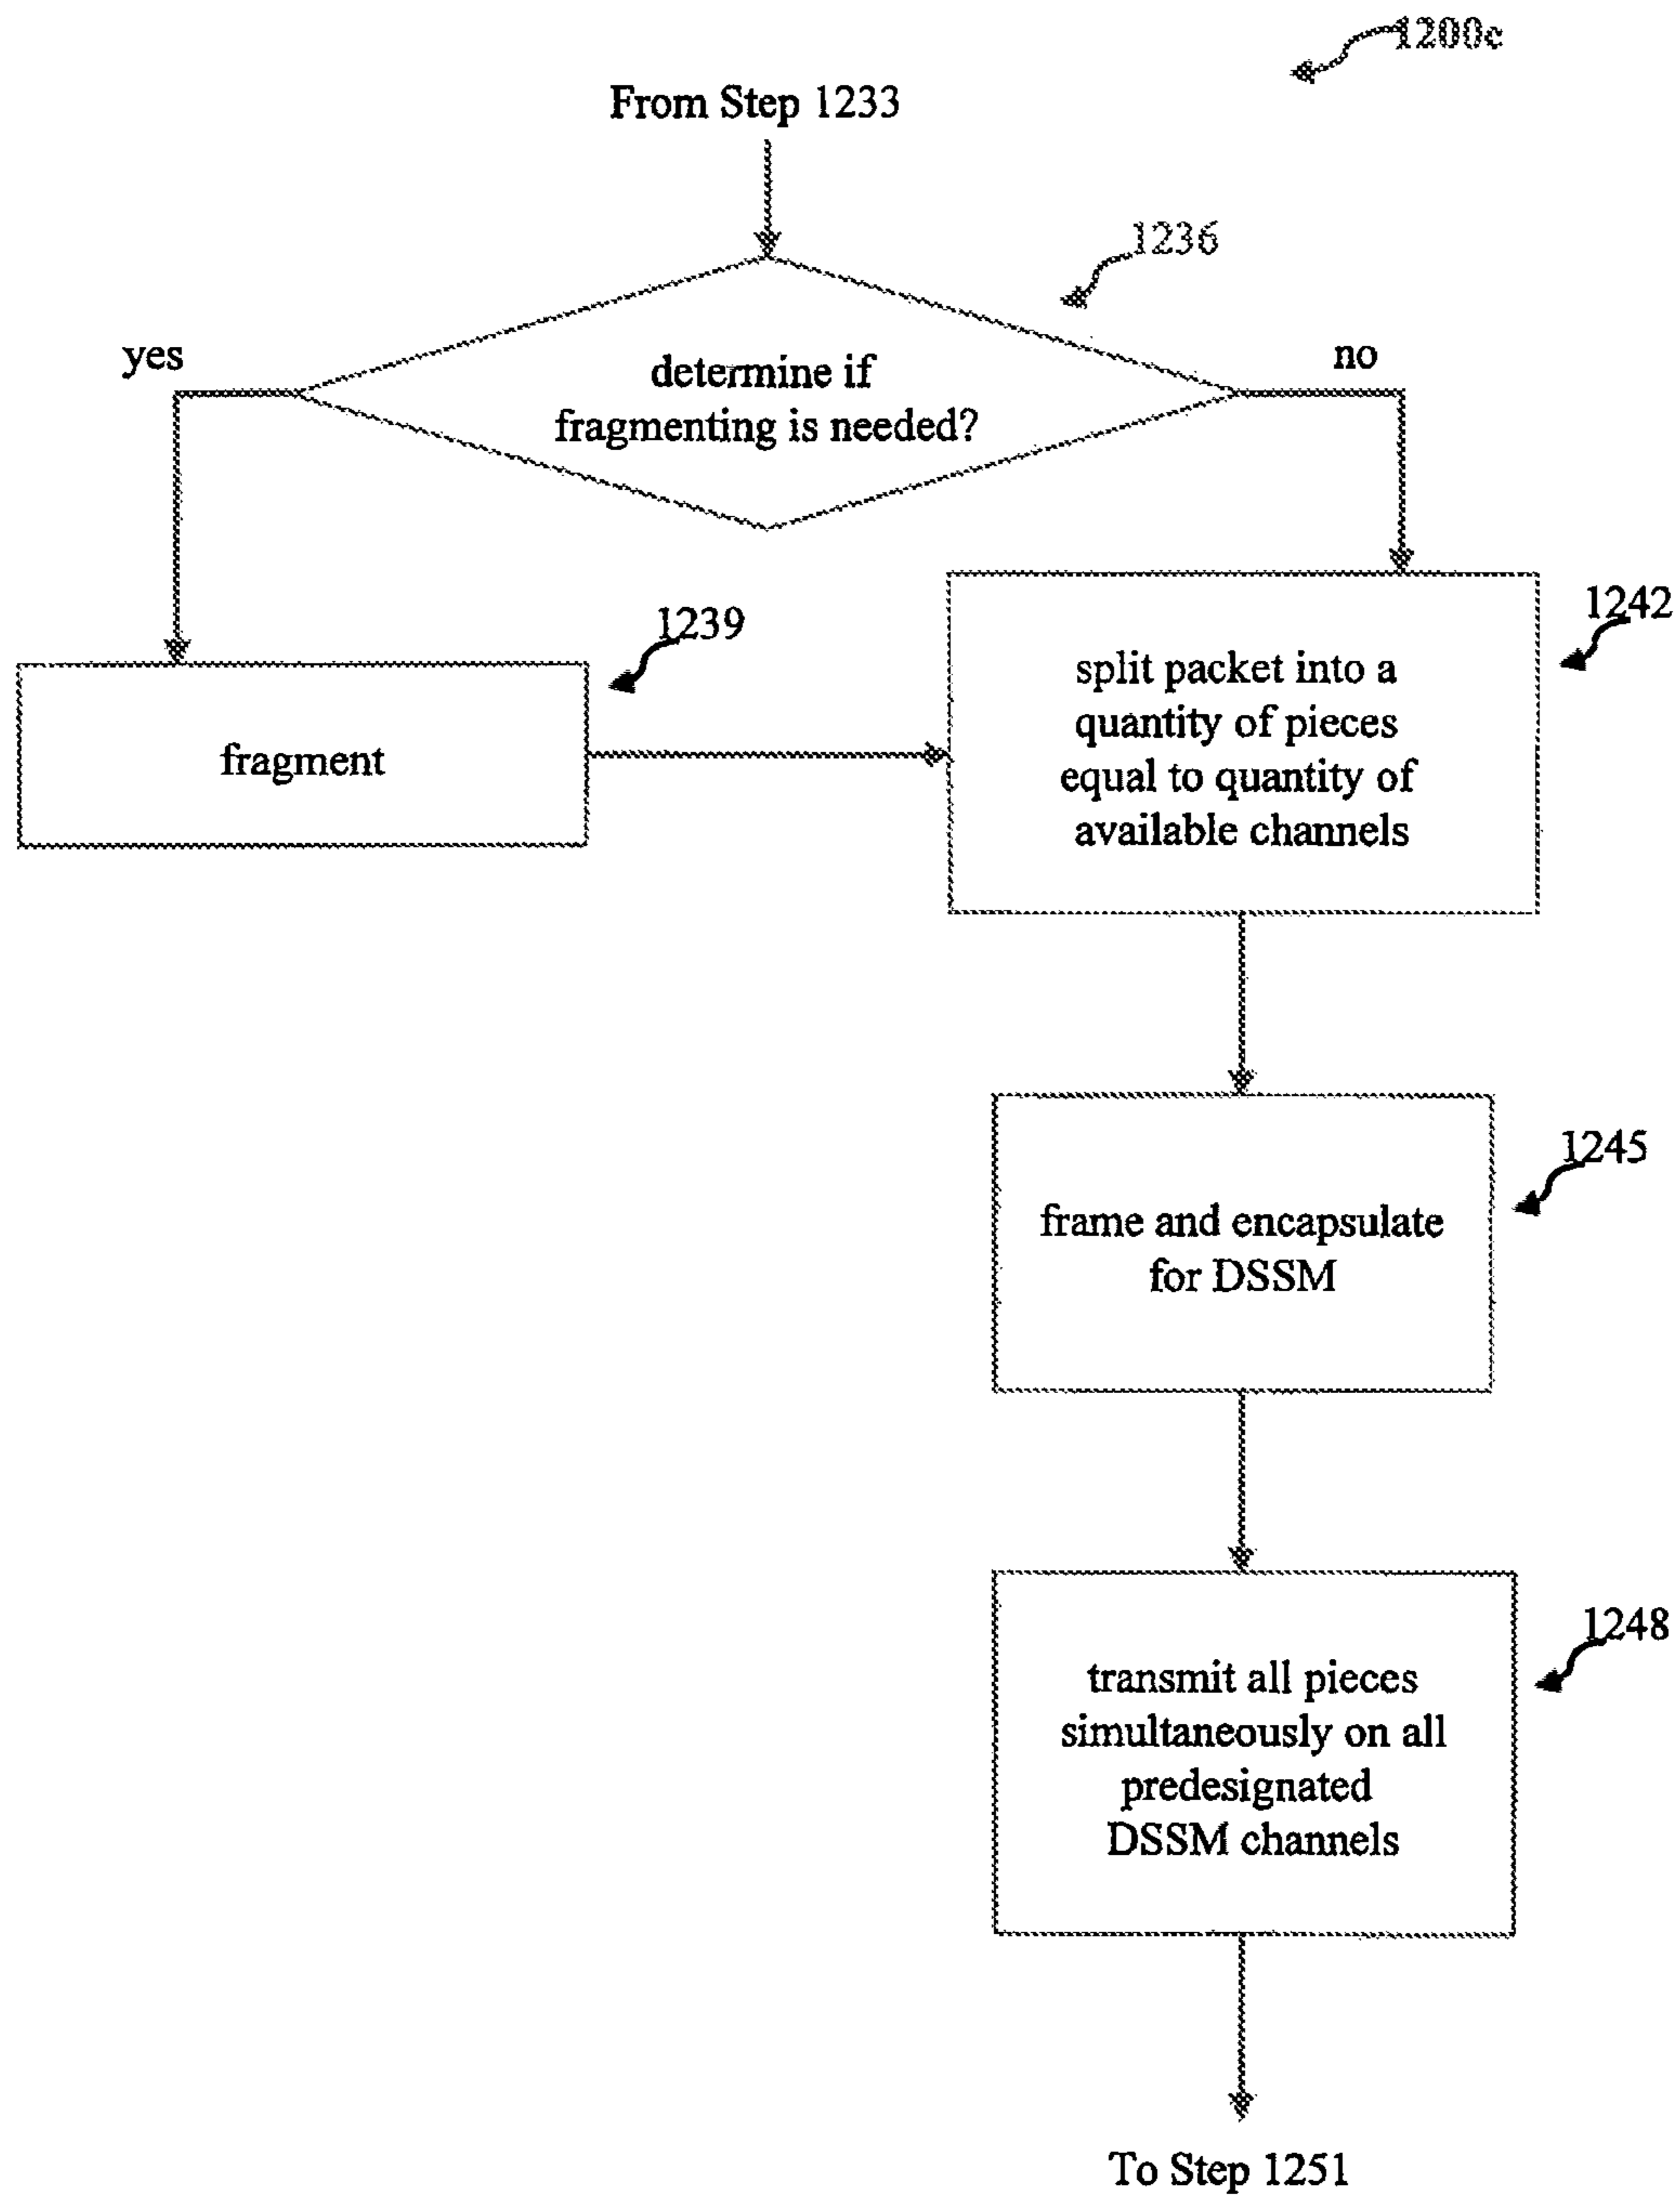 1200c
From Step 1233
1236
yes
no
determine if
fragmenting is needed?
1239
1242
fragment
split packet into a
quantity of pieces
equal to quantity of
available channels
1245
frame and encapsulate
for DSSM
1248
transmit all pieces
simultaneously on all
predesignated
DSSM channels
To Step 1251